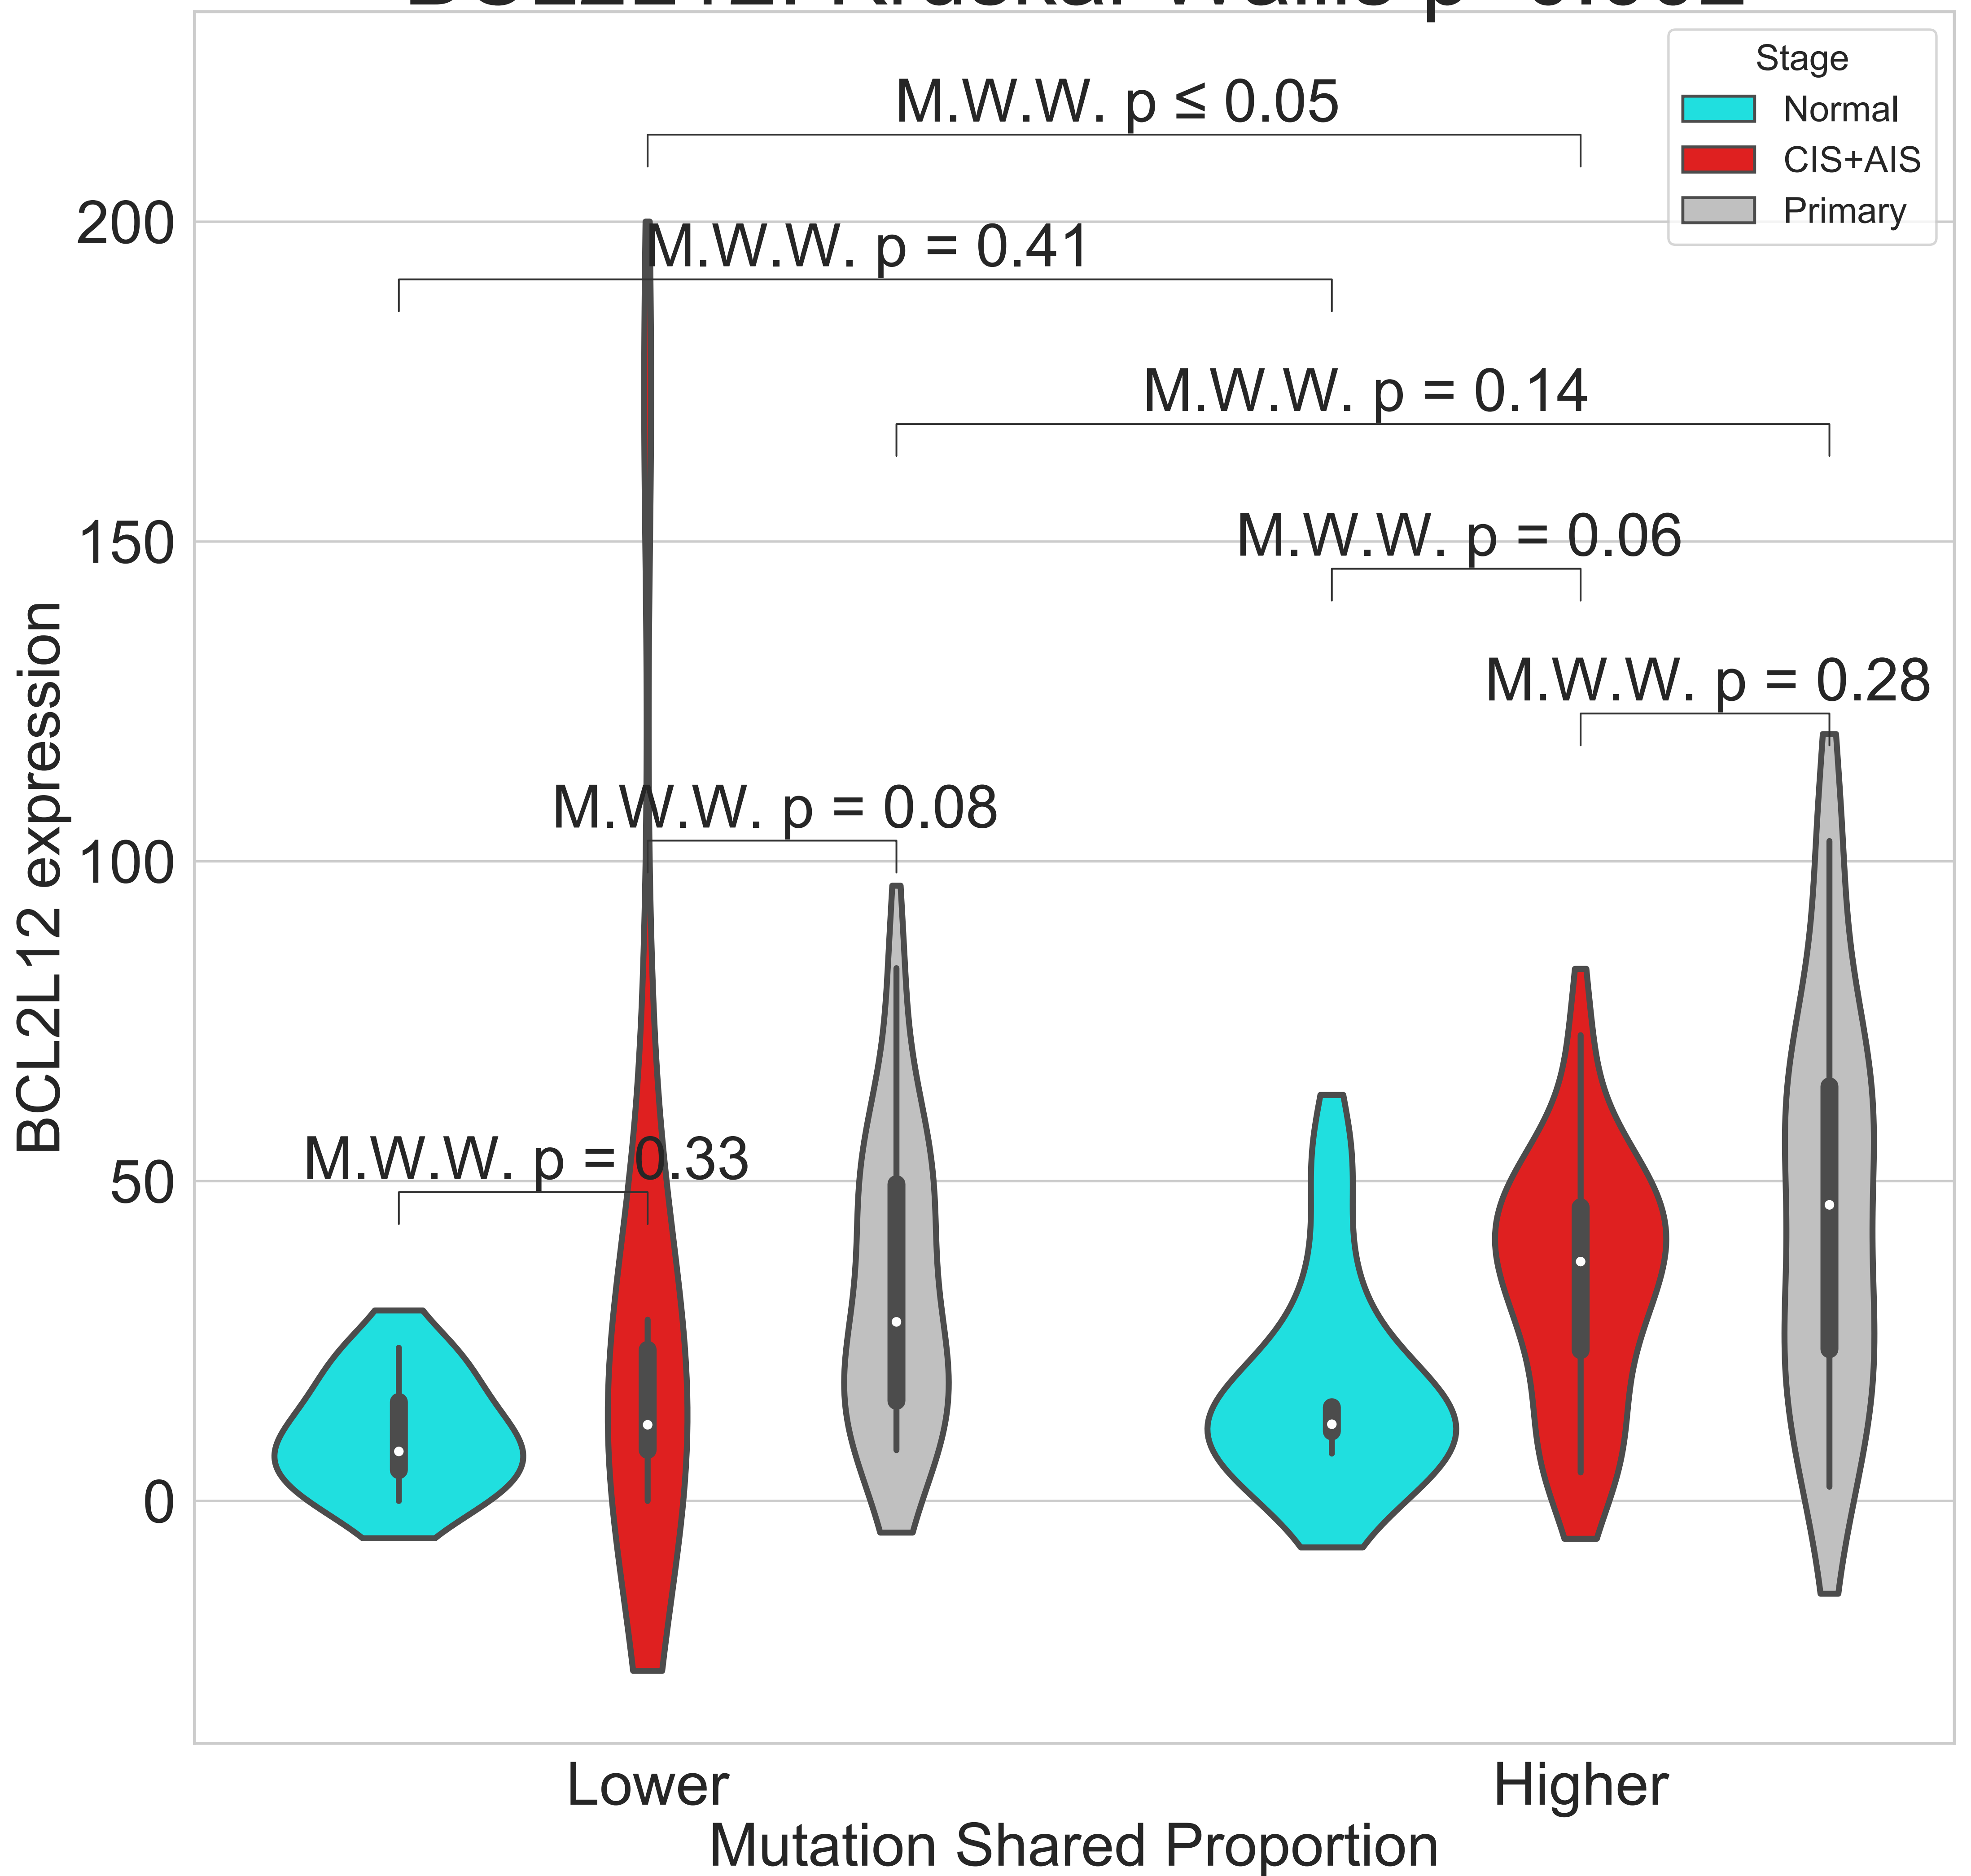 Stage
Normal
CIS+AIS
Primary
M.W.W. p ≤ 0.05
M.W.W. p = 0.41
M.W.W. p = 0.14
M.W.W. p = 0.06
M.W.W. p = 0.28
M.W.W. p = 0.08
M.W.W. p = 0.33
200
150
100
50
0
BCL2L12 expression
Lower
Higher
Mutation Shared Proportion